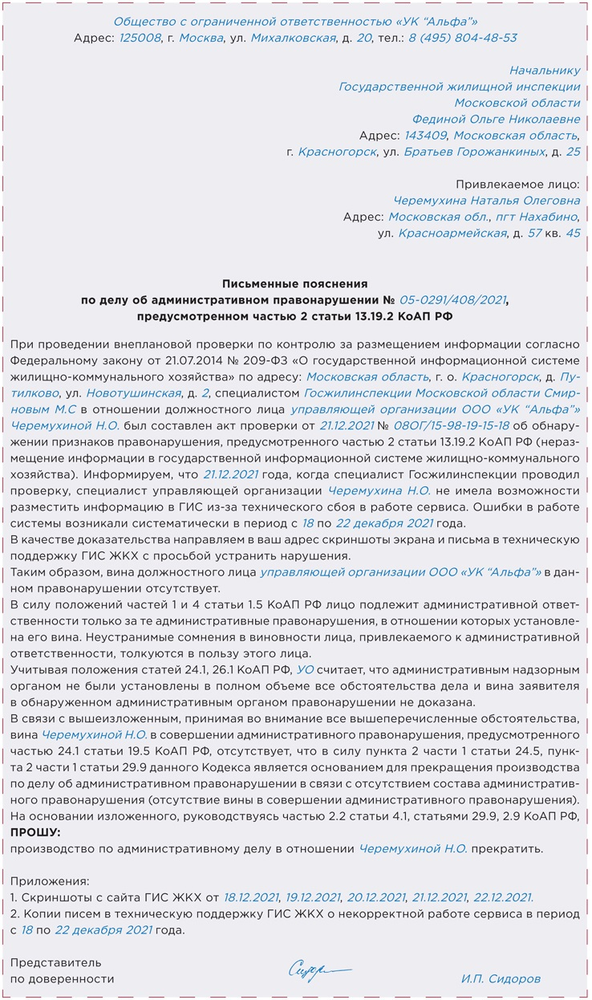 Общество с ограниченной ответственностью «УК “Альфа”»
Адрес: 125008, г. Москва, ул. Михалковская, д. 20, тел.: 8 (495) 804-48-53
Начальнику
Государственной жилищной инспекции
Московской области
Фединой Ольге Николаевне
Адрес: 143409, Московская область,
г. Красногорск, ул. Братьев Горожанкиных, д. 25
Привлекаемое лицо:
Черемухина Наталья Олеговна
Адрес: Московская обл., пгт Нахабино,
ул. Красноармейская, д. 57 кв. 45
Письменные пояснения
по делу об административном правонарушении № 05-0291/408/2021,
предусмотренном частью 2 статьи 13.19.2 КоАП РФ
При проведении внеплановой проверки по контролю за размещением информации согласно
Федеральному закону от 21.07.2014 № 209-ФЗ «О государственной информационной системе
жилищно-коммунального хозяйства» по адресу: Московская область, г. о. Красногорск, д. Пу-
тилково, ул. Новотушинская, д. 2, специалистом Госжилинспекции Московской области Смир-
новым М.С в отношении должностного лица управляющей организации ООО «УК “Альфа”»
Черемухиной Н.О. был составлен акт проверки от 21.12.2021 № 08ОГ/15-98-19-15-18 об обнару-
жении признаков правонарушения, предусмотренного частью 2 статьи 13.19.2 КоАП РФ (нераз-
мещение информации в государственной информационной системе жилищно-коммунального
хозяйства). Информируем, что 21.12.2021 года, когда специалист Госжилинспекции проводил
проверку, специалист управляющей организации Черемухина Н.О. не имела возможности
разместить информацию в ГИС из-за технического сбоя в работе сервиса. Ошибки в работе
системы возникали систематически в период с 18 по 22 декабря 2021 года.
В качестве доказательства направляем в ваш адрес скриншоты экрана и письма в техническую
поддержку ГИС ЖКХ с просьбой устранить нарушения.
Таким образом, вина должностного лица управляющей организации ООО «УК “Альфа”» в дан-
ном правонарушении отсутствует.
В силу положений частей 1 и 4 статьи 1.5 КоАП РФ лицо подлежит административной ответ-
ственности только за те административные правонарушения, в отношении которых установле-
на его вина. Неустранимые сомнения в виновности лица, привлекаемого к административной
ответственности, толкуются в пользу этого лица.
Учитывая положения статей 24.1, 26.1 КоАП РФ, УО считает, что административным надзорным
органом не были установлены в полном объеме все обстоятельства дела и вина заявителя
в обнаруженном административным органом правонарушении не доказана.
В связи с вышеизложенным, принимая во внимание все вышеперечисленные обстоятельства,
вина Черемухиной Н.О. в совершении административного правонарушения, предусмотренного
частью 24.1 статьи 19.5 КоАП РФ, отсутствует, что в силу пункта 2 части 1 статьи 24.5, пунк-
та 2 части 1 статьи 29.9 данного Кодекса является основанием для прекращения производства
по делу об административном правонарушении в связи с отсутствием состава административ-
ного правонарушения (отсутствие вины в совершении административного правонарушения).
На основании изложенного, руководствуясь частью 2.2 статьи 4.1, статьями 29.9, 2.9 КоАП РФ,
ПРОШУ:
производство по административному делу в отношении Черемухиной Н.О. прекратить.
Приложения:
1. Скриншоты с сайта ГИС ЖКХ от 18.12.2021, 19.12.2021, 20.12.2021, 21.12.2021, 22.12.2021.
2. Копии писем в техническую поддержку ГИС ЖКХ о некорректной работе сервиса в период
с 18 по 22 декабря 2021 года.
Представитель
по доверенности И.П. Сидоров